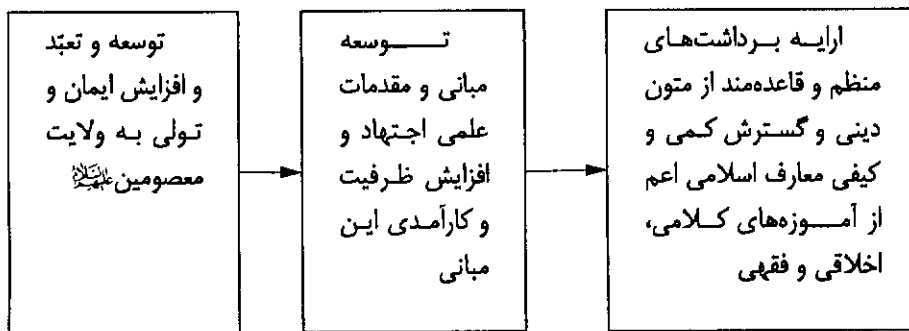 توسعه و تعبّد
و افزایش ایمان و
تولی به ولایت
معصومین علیهم‌السلام
توسعه
مبانی و مقدمات
علمی اجتهاد و
افزایش ظرفیت
و کارآمدی این
مبانی
ارایه برداشت‌های
منظم و قاعده‌مند از متون
دینی و گسترش کمی و
کیفی معارف اسلامی اعم
از آموزه‌های کلامی،
اخلاقی و فقهی